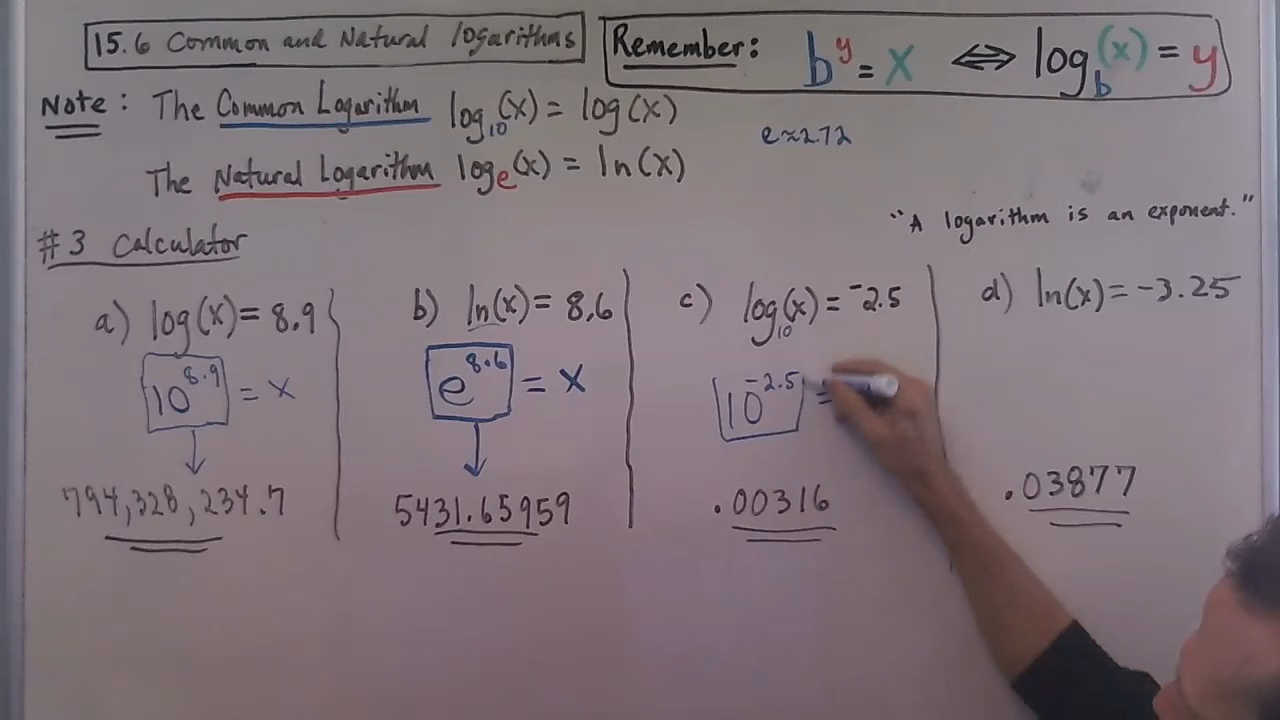 15.6 Common and Natural logarithms
Remember: b^y = x ⇔ log_b(x) = y
Note: The Common Logarithm log_10(x) = log(x)
e≈2.72
The Natural Logarithm log_e(x) = ln(x)
"A logarithm is an exponent."
#3 Calculator
a) log(x) = 8.9
10^8.9 = x
794,328,234.7
b) ln(x) = 8.6
e^8.6 = x
5431.65959
c) log_10(x) = -2.5
10^-2.5 =
.00316
d) ln(x) = -3.25
.03877